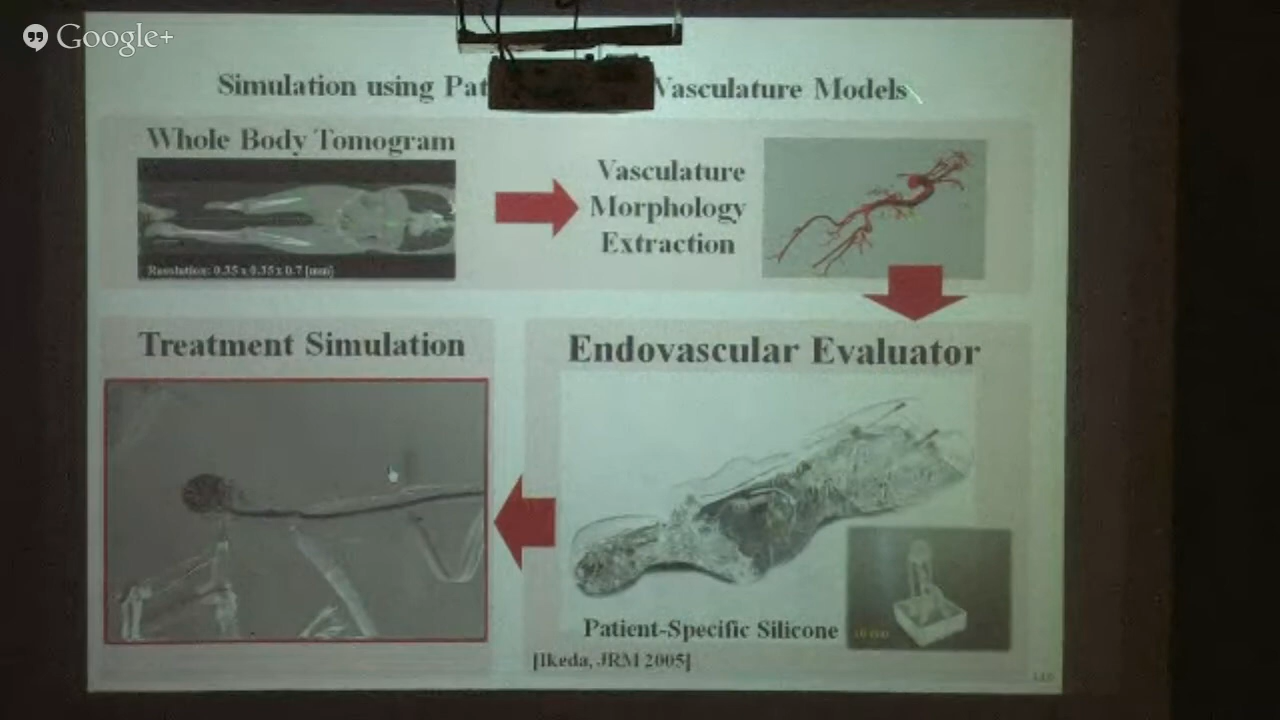 Google+
Simulation using Pat Vasculature Models
Whole Body Tomogram
Resolution: 0.35 x 0.35 x 0.7 [mm]
Vasculature
Morphology
Extraction
Treatment Simulation
Endovascular Evaluator
Patient-Specific Silicone
[Ikeda, JRM 2005]